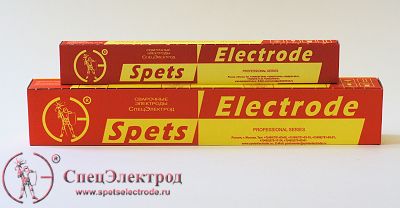 СВАРОЧНЫЕ
ЭЛЕКТРОДЫ
СПЕЦЭЛЕКТРОД
Electrode
Spets
PROFESSIONAL SERIES
СВАРОЧНЫЕ
ЭЛЕКТРОДЫ
СПЕЦЭЛЕКТРОД
Electrode
Spets
PROFESSIONAL SERIES
СпецЭлектрод
www.spetselectrode.ru